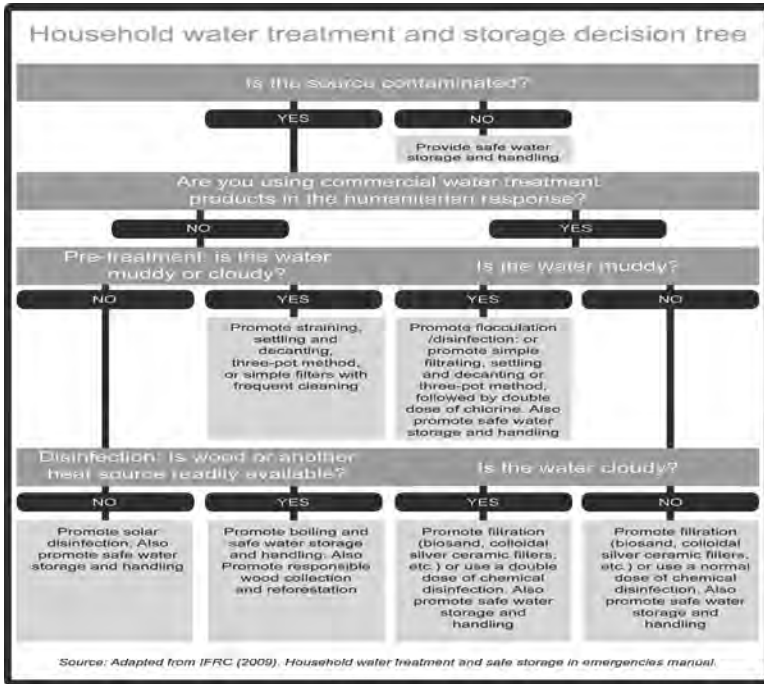 Household water treatment and storage decision tree
Is the source contaminated?
YES
NO
Provide safe water
storage and handling
Are you using commercial water treatment
products in the humanitarian response?
NO
YES
Pre-treatment: is the water
muddy or cloudy?
Is the water muddy?
NO
YES
YES
NO
Promote straining,
settling and
decanting,
three-pot method,
or simple filters with
frequent cleaning
Promote flocculation
/disinfection: or
promote simple
filtrating, settling
and decanting or
three-pot method,
followed by double
dose of chlorine. Also
promote safe water
storage and handling
Disinfection: Is wood or another
heat source readily available?
Is the water cloudy?
NO
YES
YES
NO
Promote solar
disinfection. Also
promote safe water
storage and handling
Promote boiling and
safe water storage
and handling. Also
Promote responsible
wood collection
and reforestation
Promote filtration
(biosand, colloidal
silver ceramic filters,
etc.) or use a double
dose of chemical
disinfection. Also
promote safe water
storage and
handling
Promote filtration
(biosand, colloidal
silver ceramic filters,
etc.) or use a normal
dose of chemical
disinfection. Also
promote safe water
storage and
handling
Source: Adapted from IFRC (2009). Household water treatment and safe storage in emergencies manual.